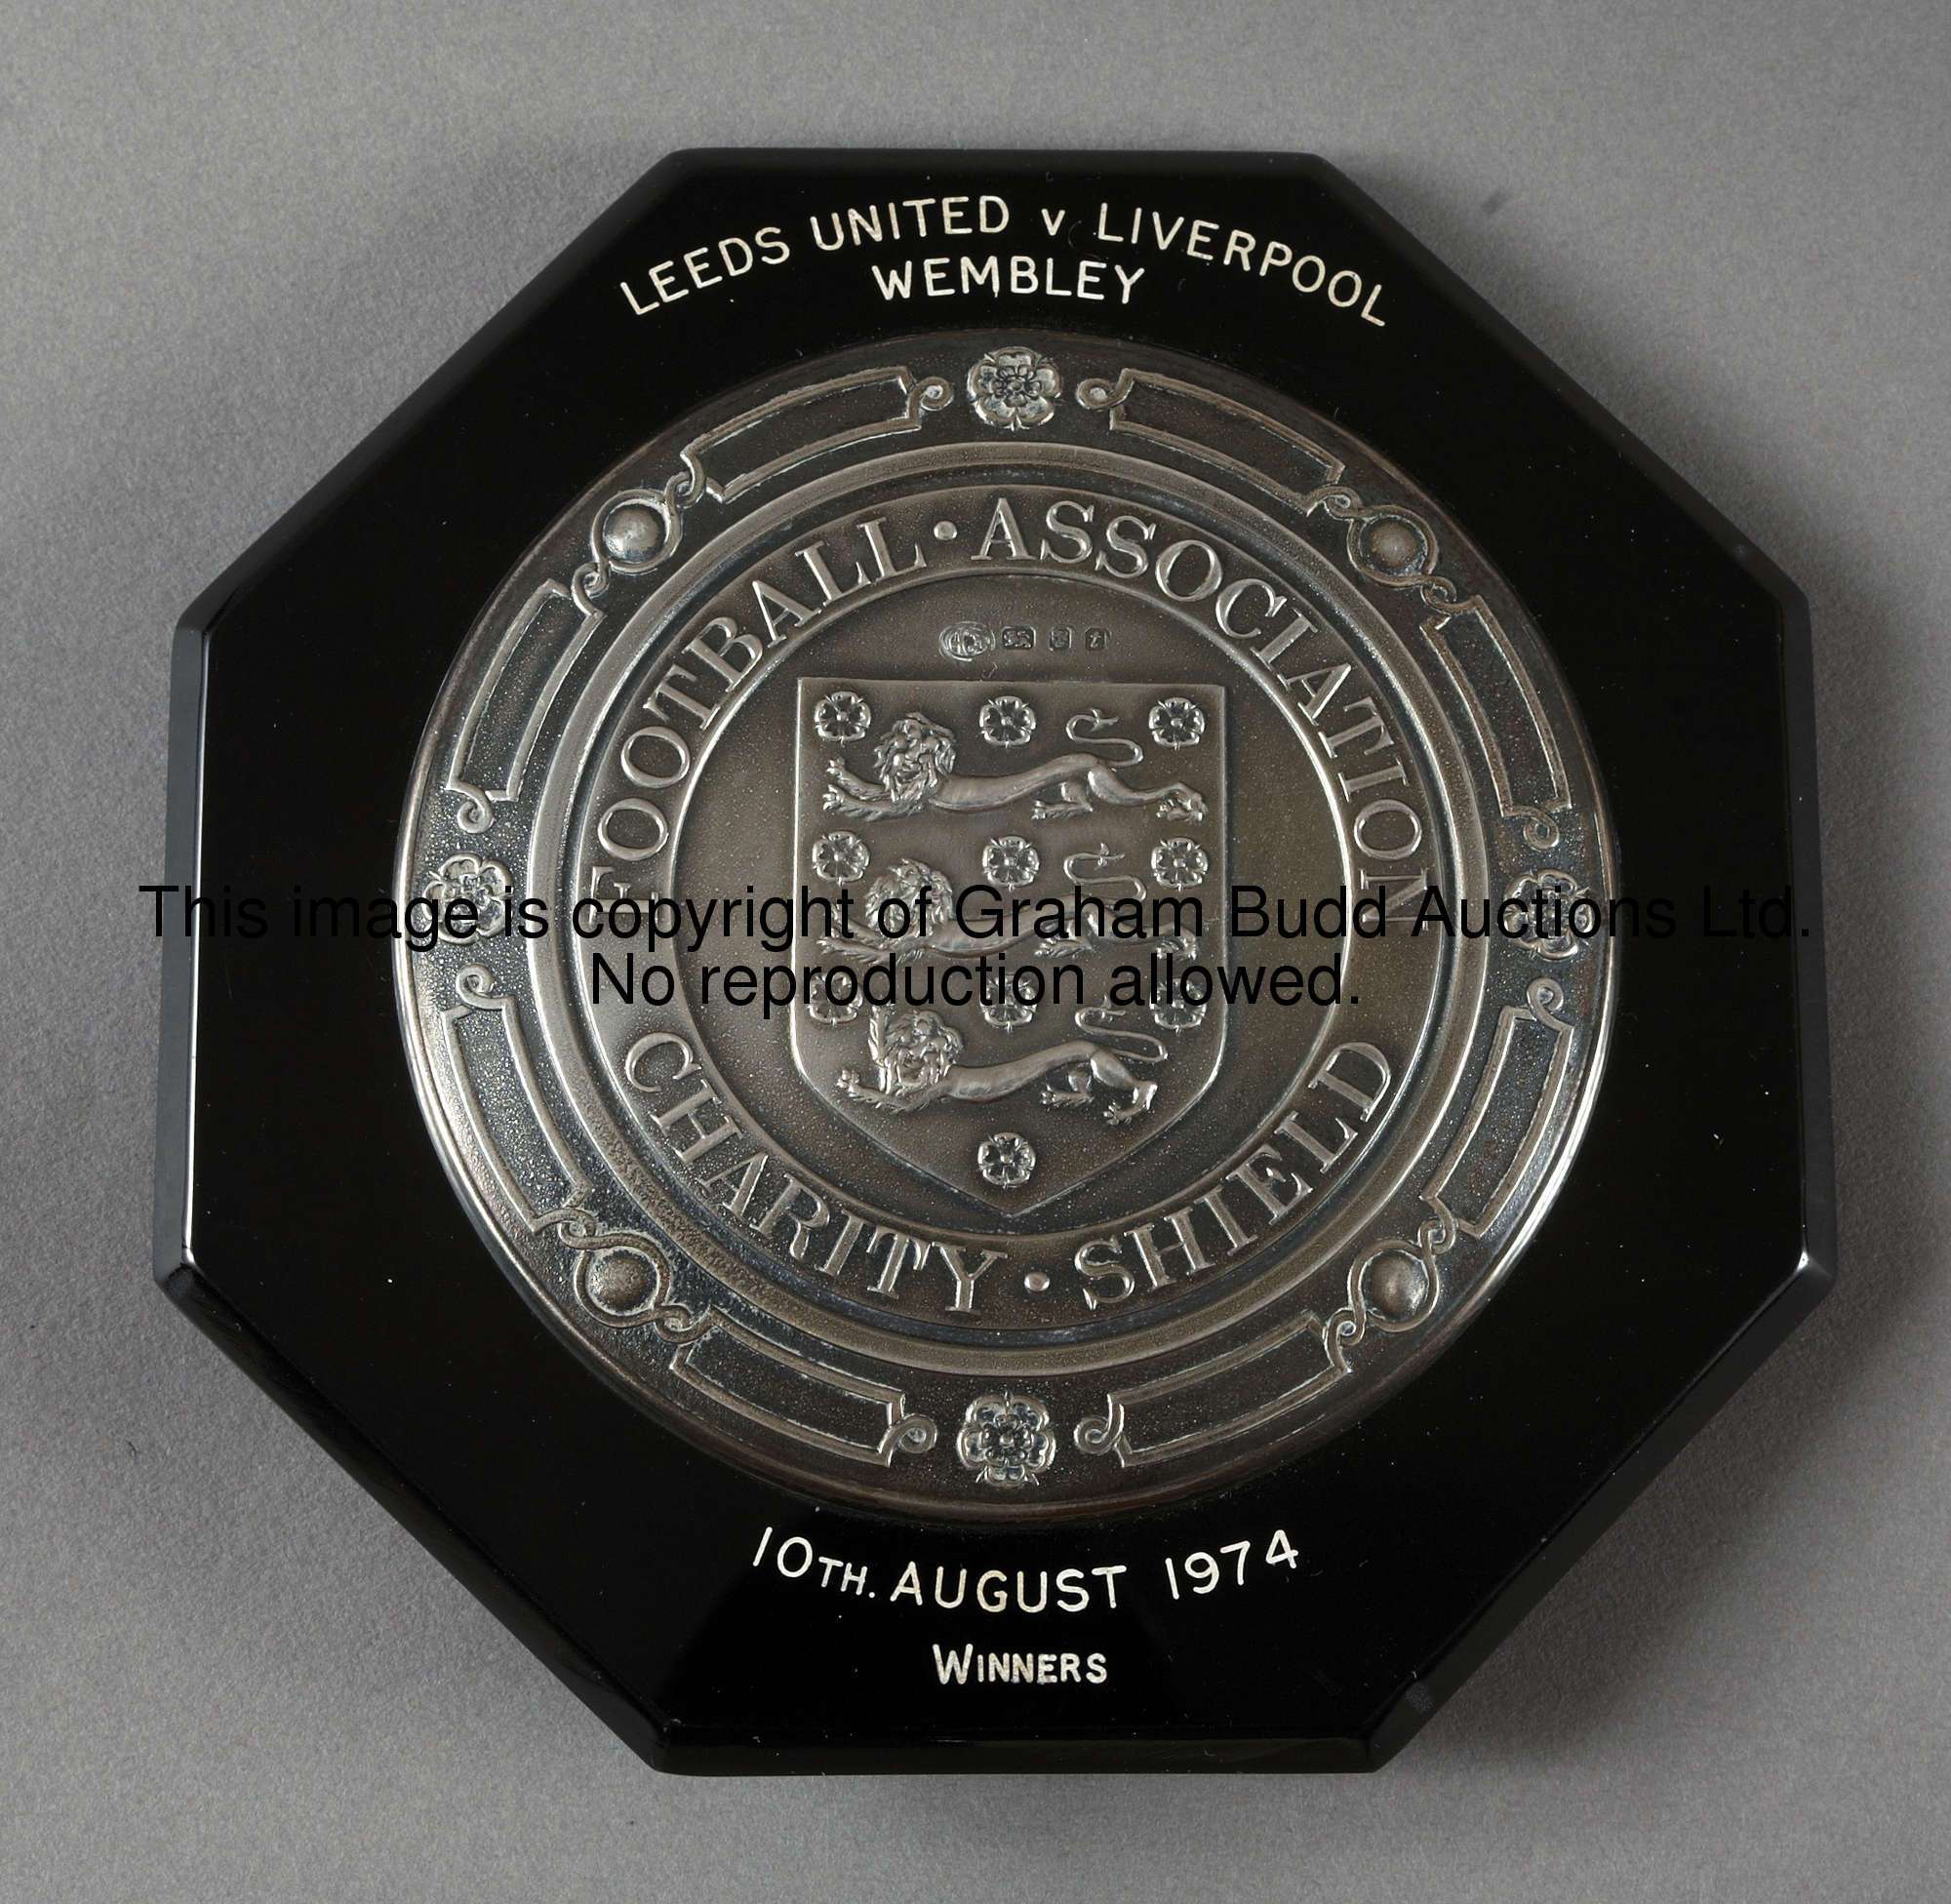 LEEDS UNITED v LIVERPOOL
WEMBLEY
FOOTBALL · ASSOCIATION
This image is copyright of Graham Budd Auctions Ltd.
No reproduction allowed.
CHARITY · SHIELD
10TH. AUGUST 1974
WINNERS